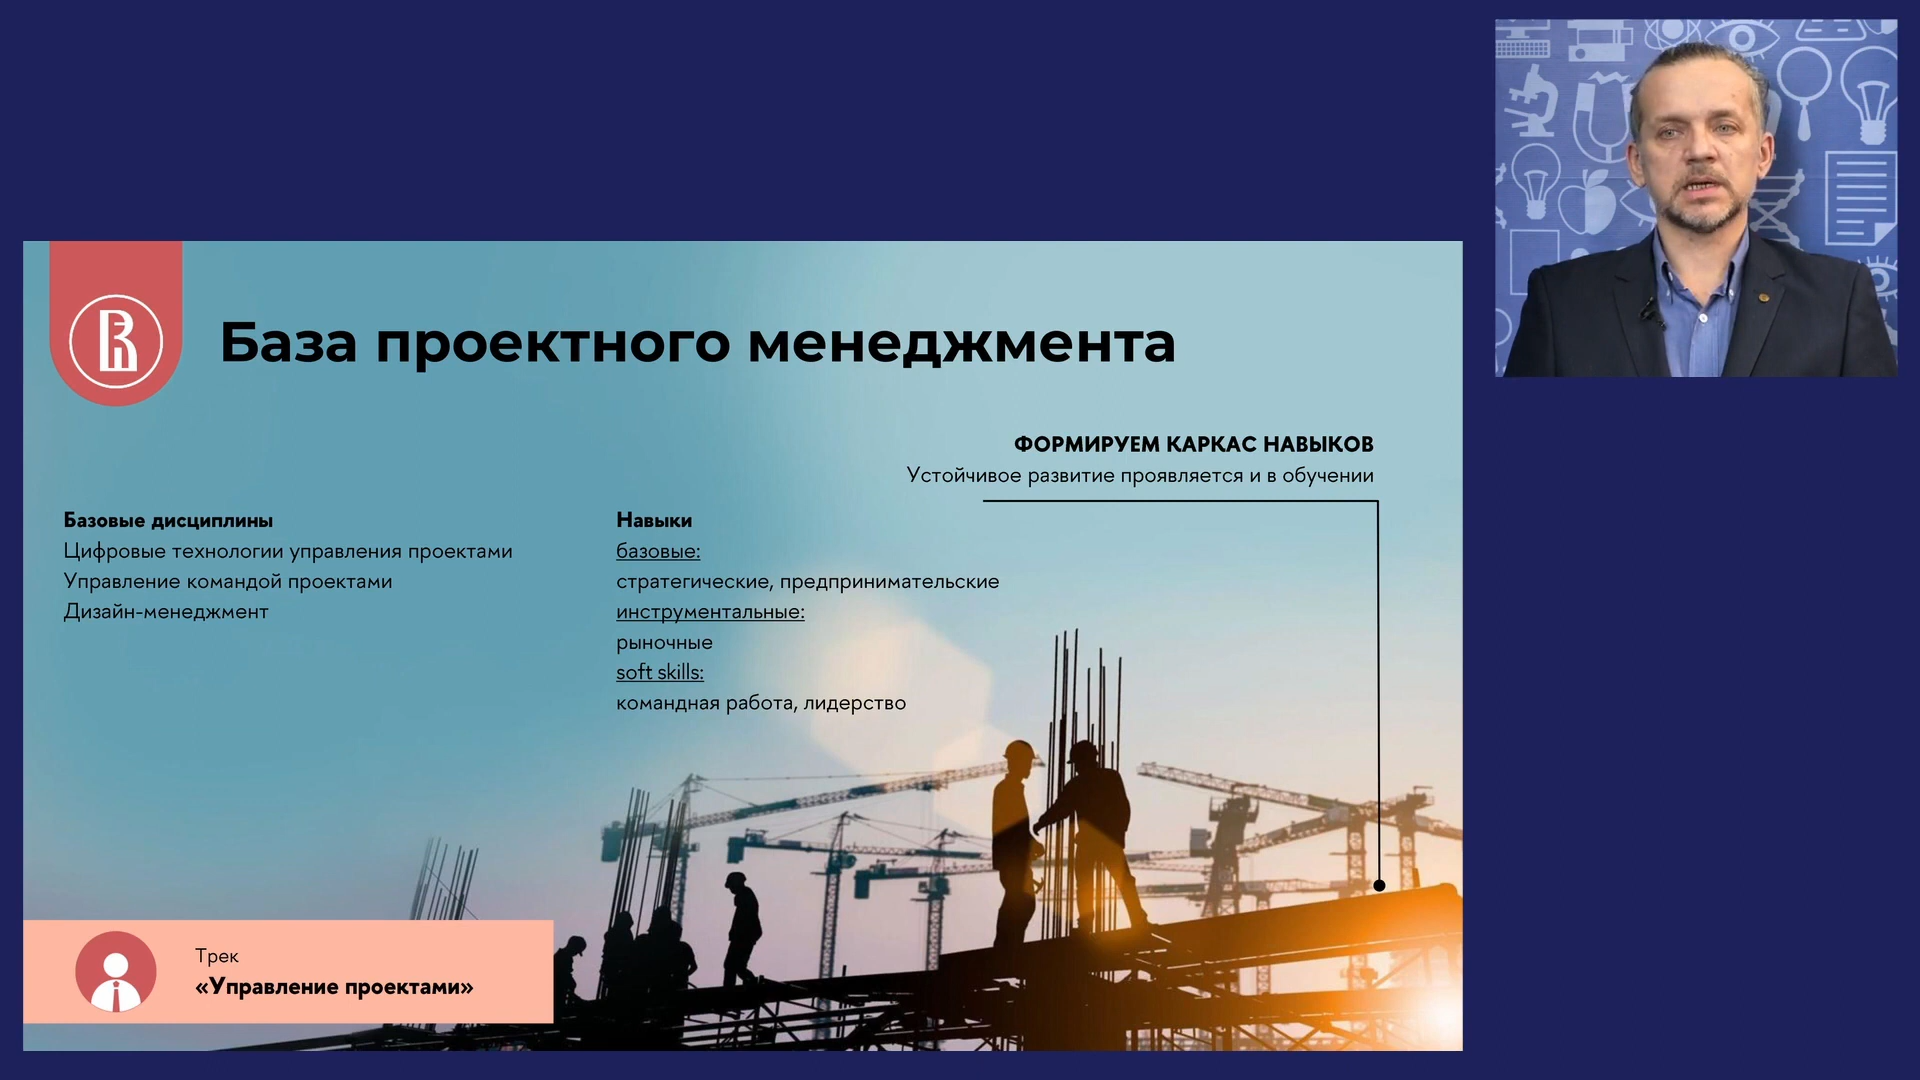 База проектного менеджмента
ФОРМИРУЕМ КАРКАС НАВЫКОВ
Устойчивое развитие проявляется и в обучении
Базовые дисциплины
Цифровые технологии управления проектами
Управление командой проектами
Дизайн-менеджмент
Навыки
базовые:
стратегические, предпринимательские
инструментальные:
рыночные
soft skills:
командная работа, лидерство
Трек
«Управление проектами»